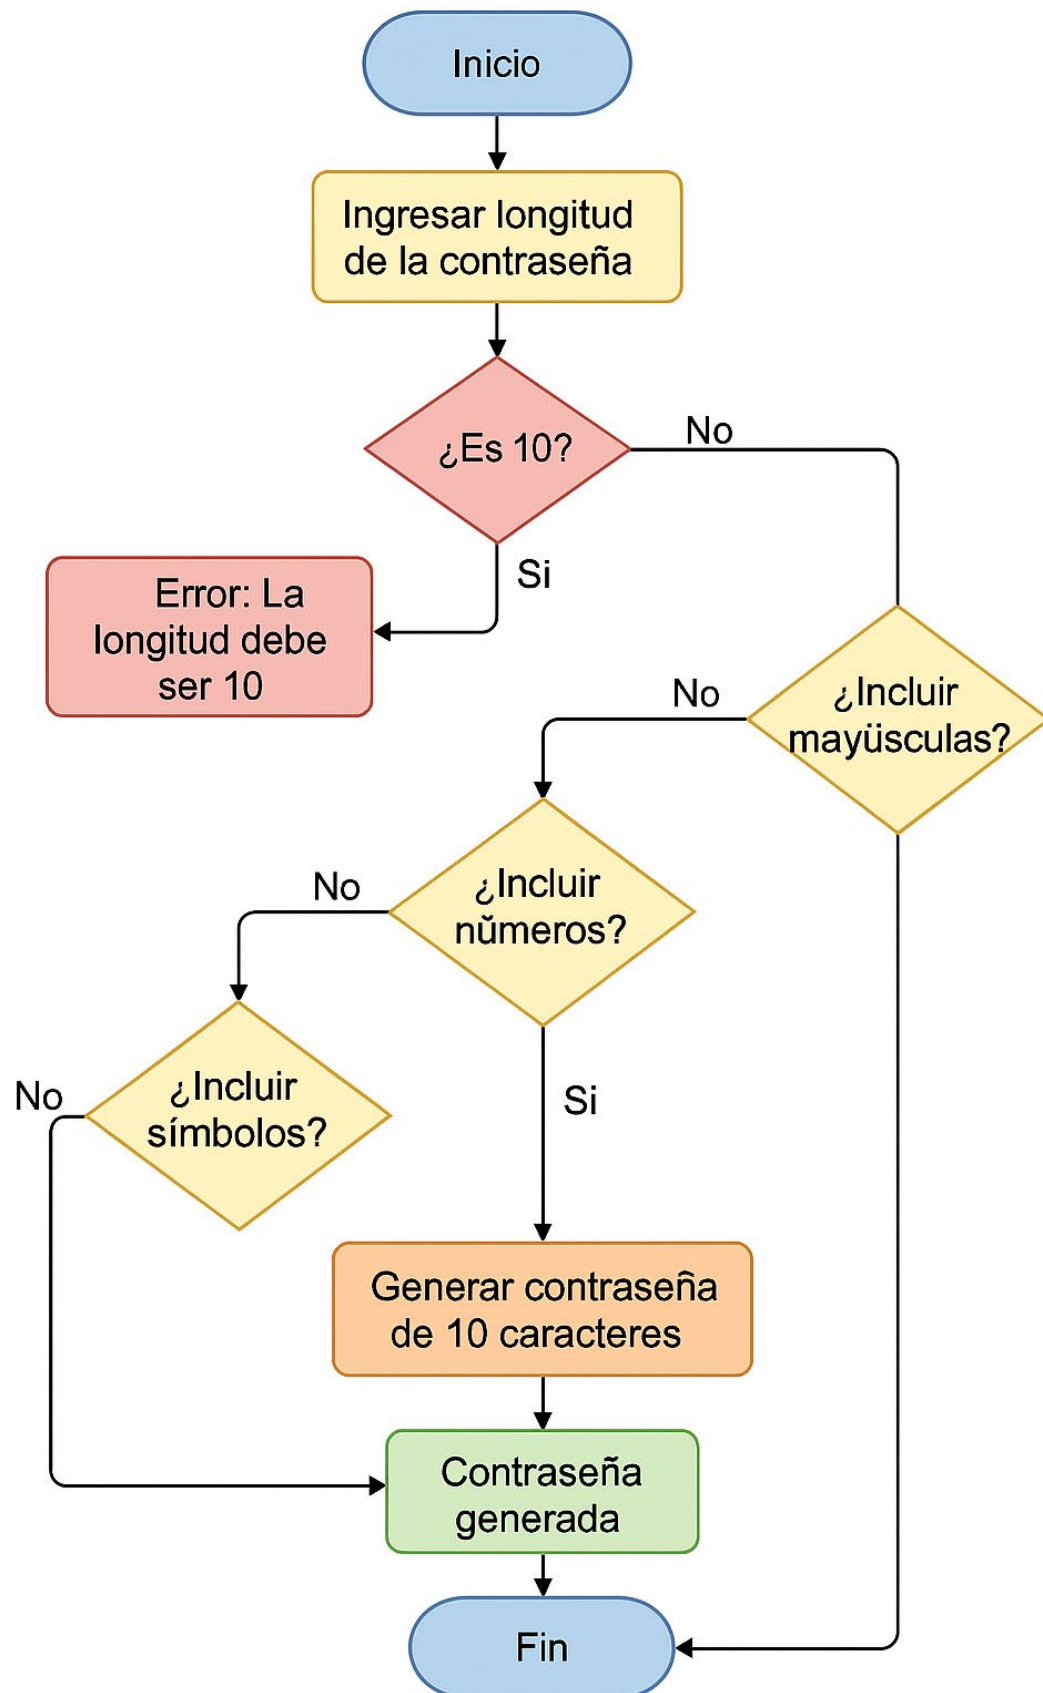 Inicio
Ingresar longitud
de la contraseña
¿Es 10?
No
Si
Error: La
longitud debe
ser 10
No
¿Incluir
mayüsculas?
No
¿Incluir
nŭmeros?
No
¿Incluir
símbolos?
Si
Generar contraseña
de 10 caracteres
Contraseña
generada
Fin